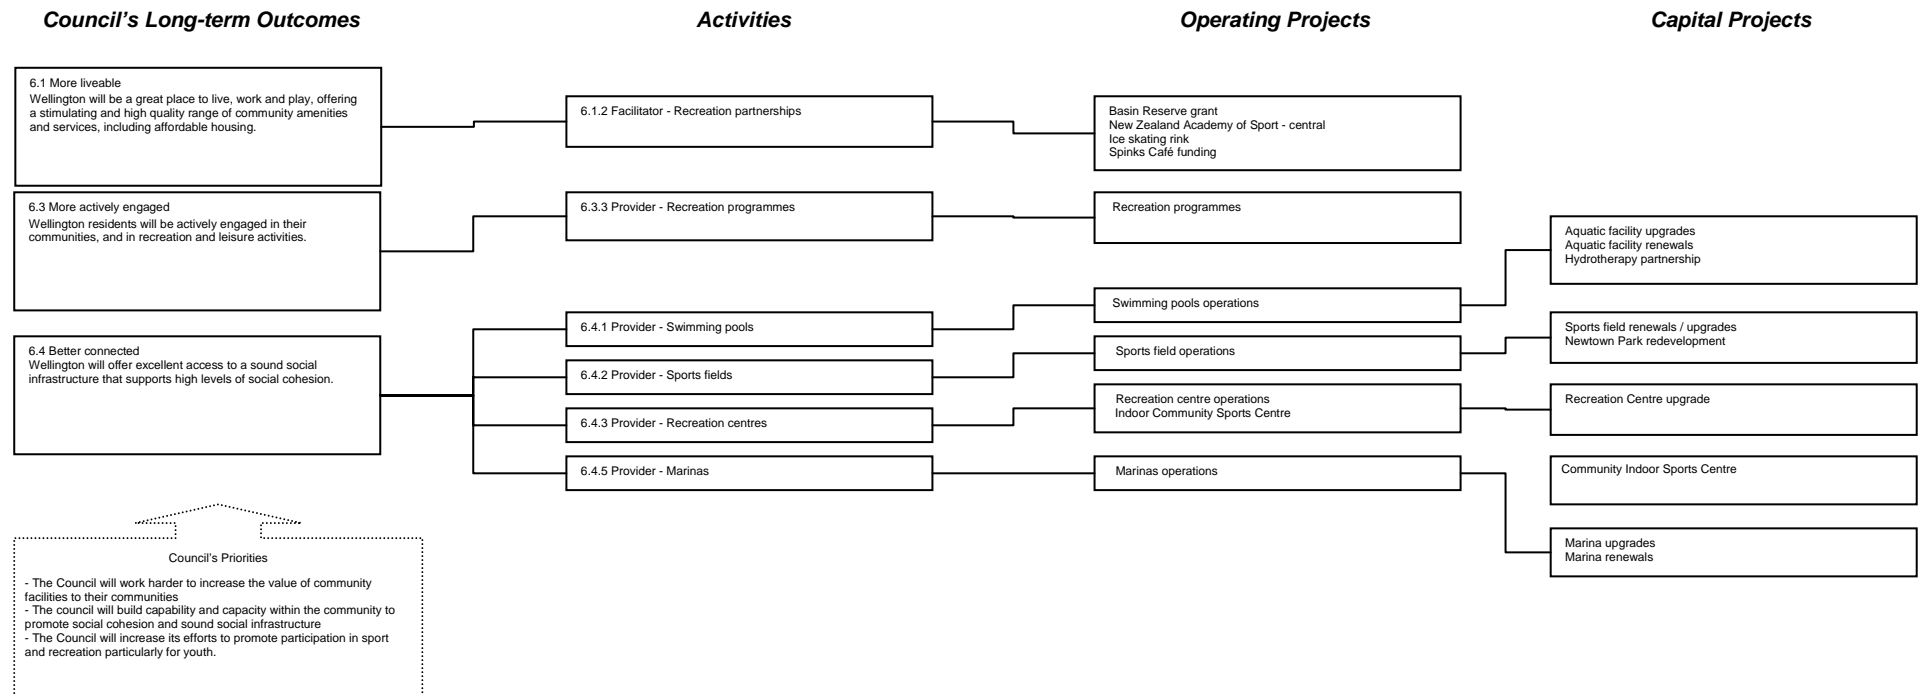 Council's Long-term Outcomes
Activities
Operating Projects
Capital Projects
6.1 More liveable
Wellington will be a great place to live, work and play, offering
a stimulating and high quality range of community amenities
and services, including affordable housing.
6.1.2 Facilitator - Recreation partnerships
Basin Reserve grant
New Zealand Academy of Sport - central
Ice skating rink
Spinks Café funding
6.3 More actively engaged
Wellington residents will be actively engaged in their
communities, and in recreation and leisure activities.
6.3.3 Provider - Recreation programmes
Recreation programmes
6.4 Better connected
Wellington will offer excellent access to a sound social
infrastructure that supports high levels of social cohesion.
6.4.1 Provider - Swimming pools
Swimming pools operations
Aquatic facility upgrades
Aquatic facility renewals
Hydrotherapy partnership
6.4.2 Provider - Sports fields
Sports field operations
Sports field renewals / upgrades
Newtown Park redevelopment
6.4.3 Provider - Recreation centres
Recreation centre operations
Indoor Community Sports Centre
Recreation Centre upgrade
6.4.5 Provider - Marinas
Marinas operations
Community Indoor Sports Centre
Marina upgrades
Marina renewals
Council's Priorities
- The Council will work harder to increase the value of community
facilities to their communities
- The council will build capability and capacity within the community to
promote social cohesion and sound social infrastructure
- The Council will increase its efforts to promote participation in sport
and recreation particularly for youth.